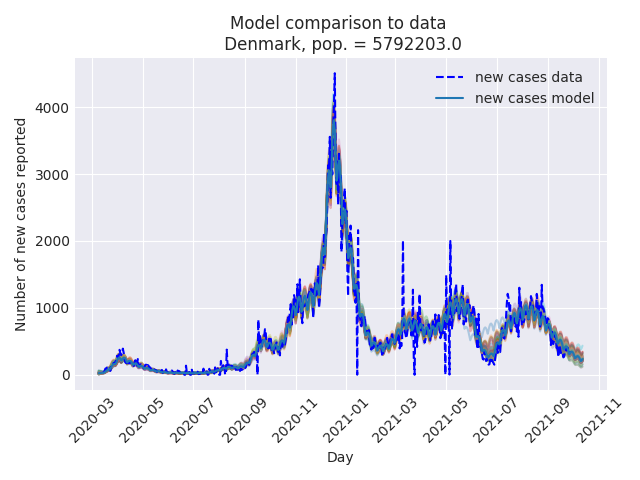 Model comparison to data
Denmark, pop. = 5792203.0
new cases data
new cases model
Number of new cases reported
4000
3000
2000
1000
0
2020-03
2020-05
2020-07
2020-09
2020-11
2021-01
2021-03
2021-05
2021-07
2021-09
2021-11
Day